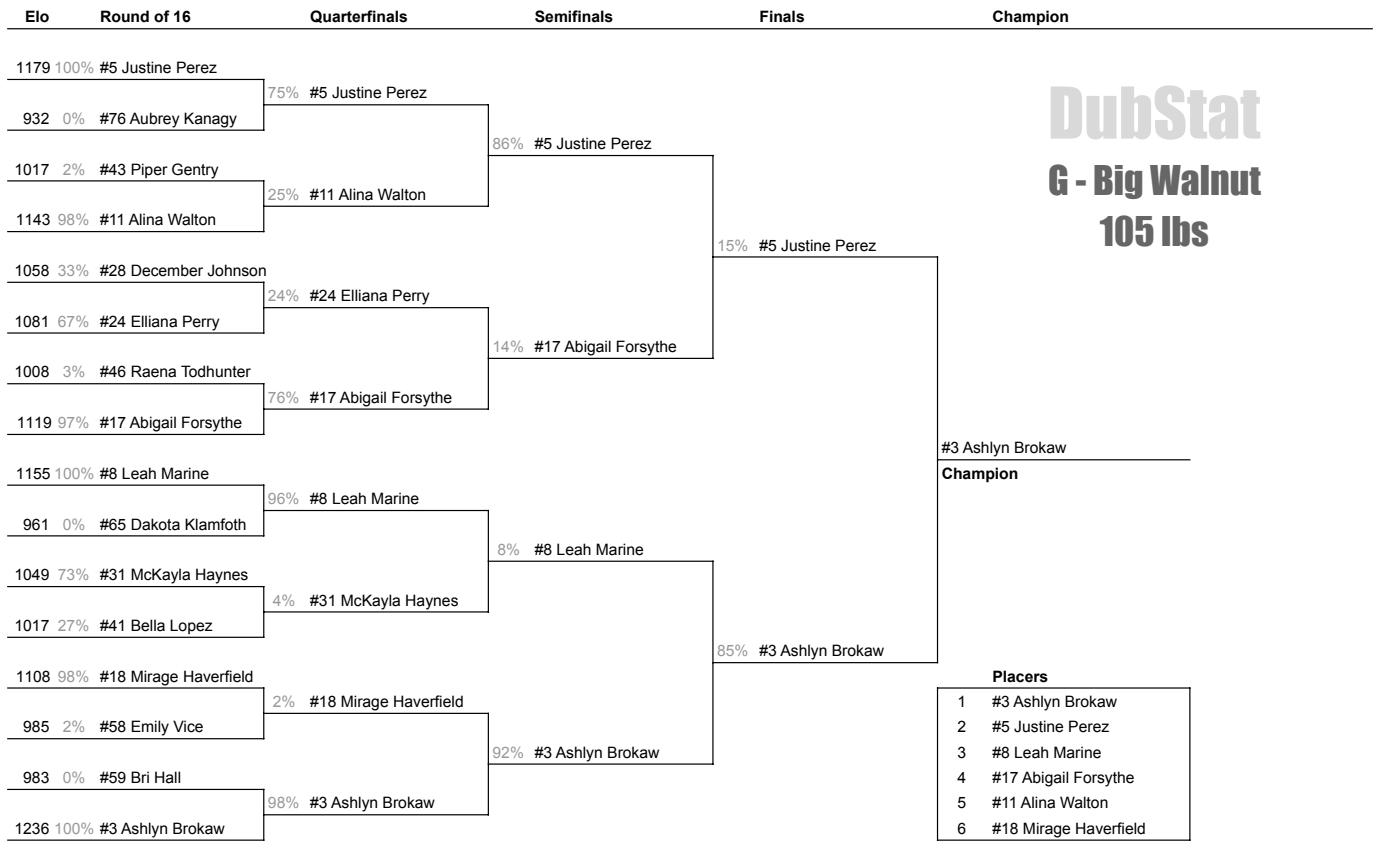 Elo Round of 16 Quarterfinals Semifinals Finals Champion
1179 100% #5 Justine Perez
75% #5 Justine Perez
932 0% #76 Aubrey Kanagy
86% #5 Justine Perez
1017 2% #43 Piper Gentry
25% #11 Alina Walton
1143 98% #11 Alina Walton
DubStat
G - Big Walnut
105 lbs
15% #5 Justine Perez
1058 33% #28 December Johnson
24% #24 Elliana Perry
1081 67% #24 Elliana Perry
14% #17 Abigail Forsythe
1008 3% #46 Raena Todhunter
76% #17 Abigail Forsythe
1119 97% #17 Abigail Forsythe
#3 Ashlyn Brokaw
Champion
1155 100% #8 Leah Marine
96% #8 Leah Marine
961 0% #65 Dakota Klamfoth
8% #8 Leah Marine
1049 73% #31 McKayla Haynes
4% #31 McKayla Haynes
1017 27% #41 Bella Lopez
85% #3 Ashlyn Brokaw
1108 98% #18 Mirage Haverfield
2% #18 Mirage Haverfield
985 2% #58 Emily Vice
92% #3 Ashlyn Brokaw
983 0% #59 Bri Hall
98% #3 Ashlyn Brokaw
1236 100% #3 Ashlyn Brokaw
Placers
1 #3 Ashlyn Brokaw
2 #5 Justine Perez
3 #8 Leah Marine
4 #17 Abigail Forsythe
5 #11 Alina Walton
6 #18 Mirage Haverfield